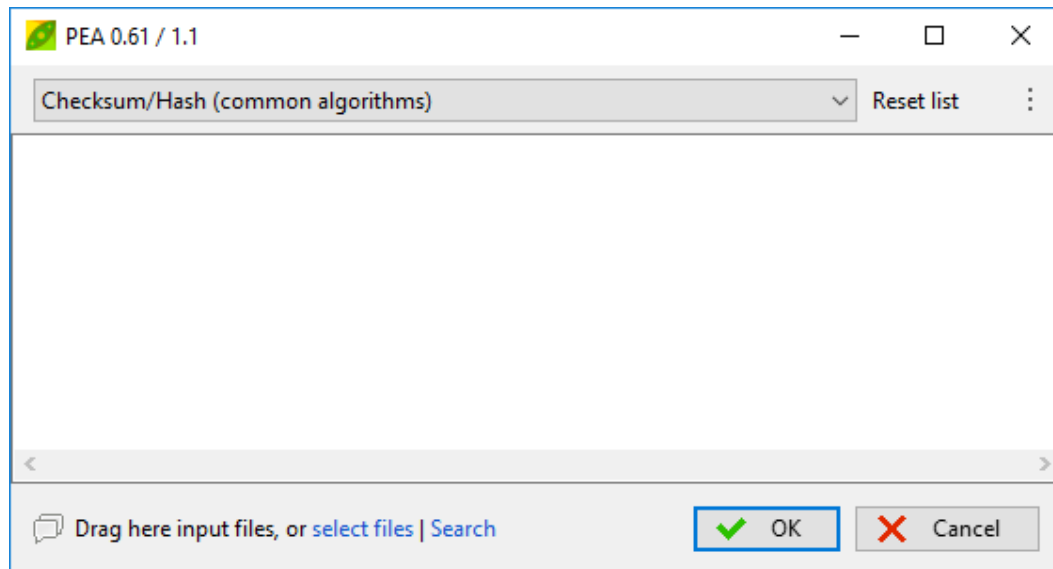 PEA 0.61 / 1.1
Checksum/Hash (common algorithms) Reset list
Drag here input files, or select files | Search OK Cancel